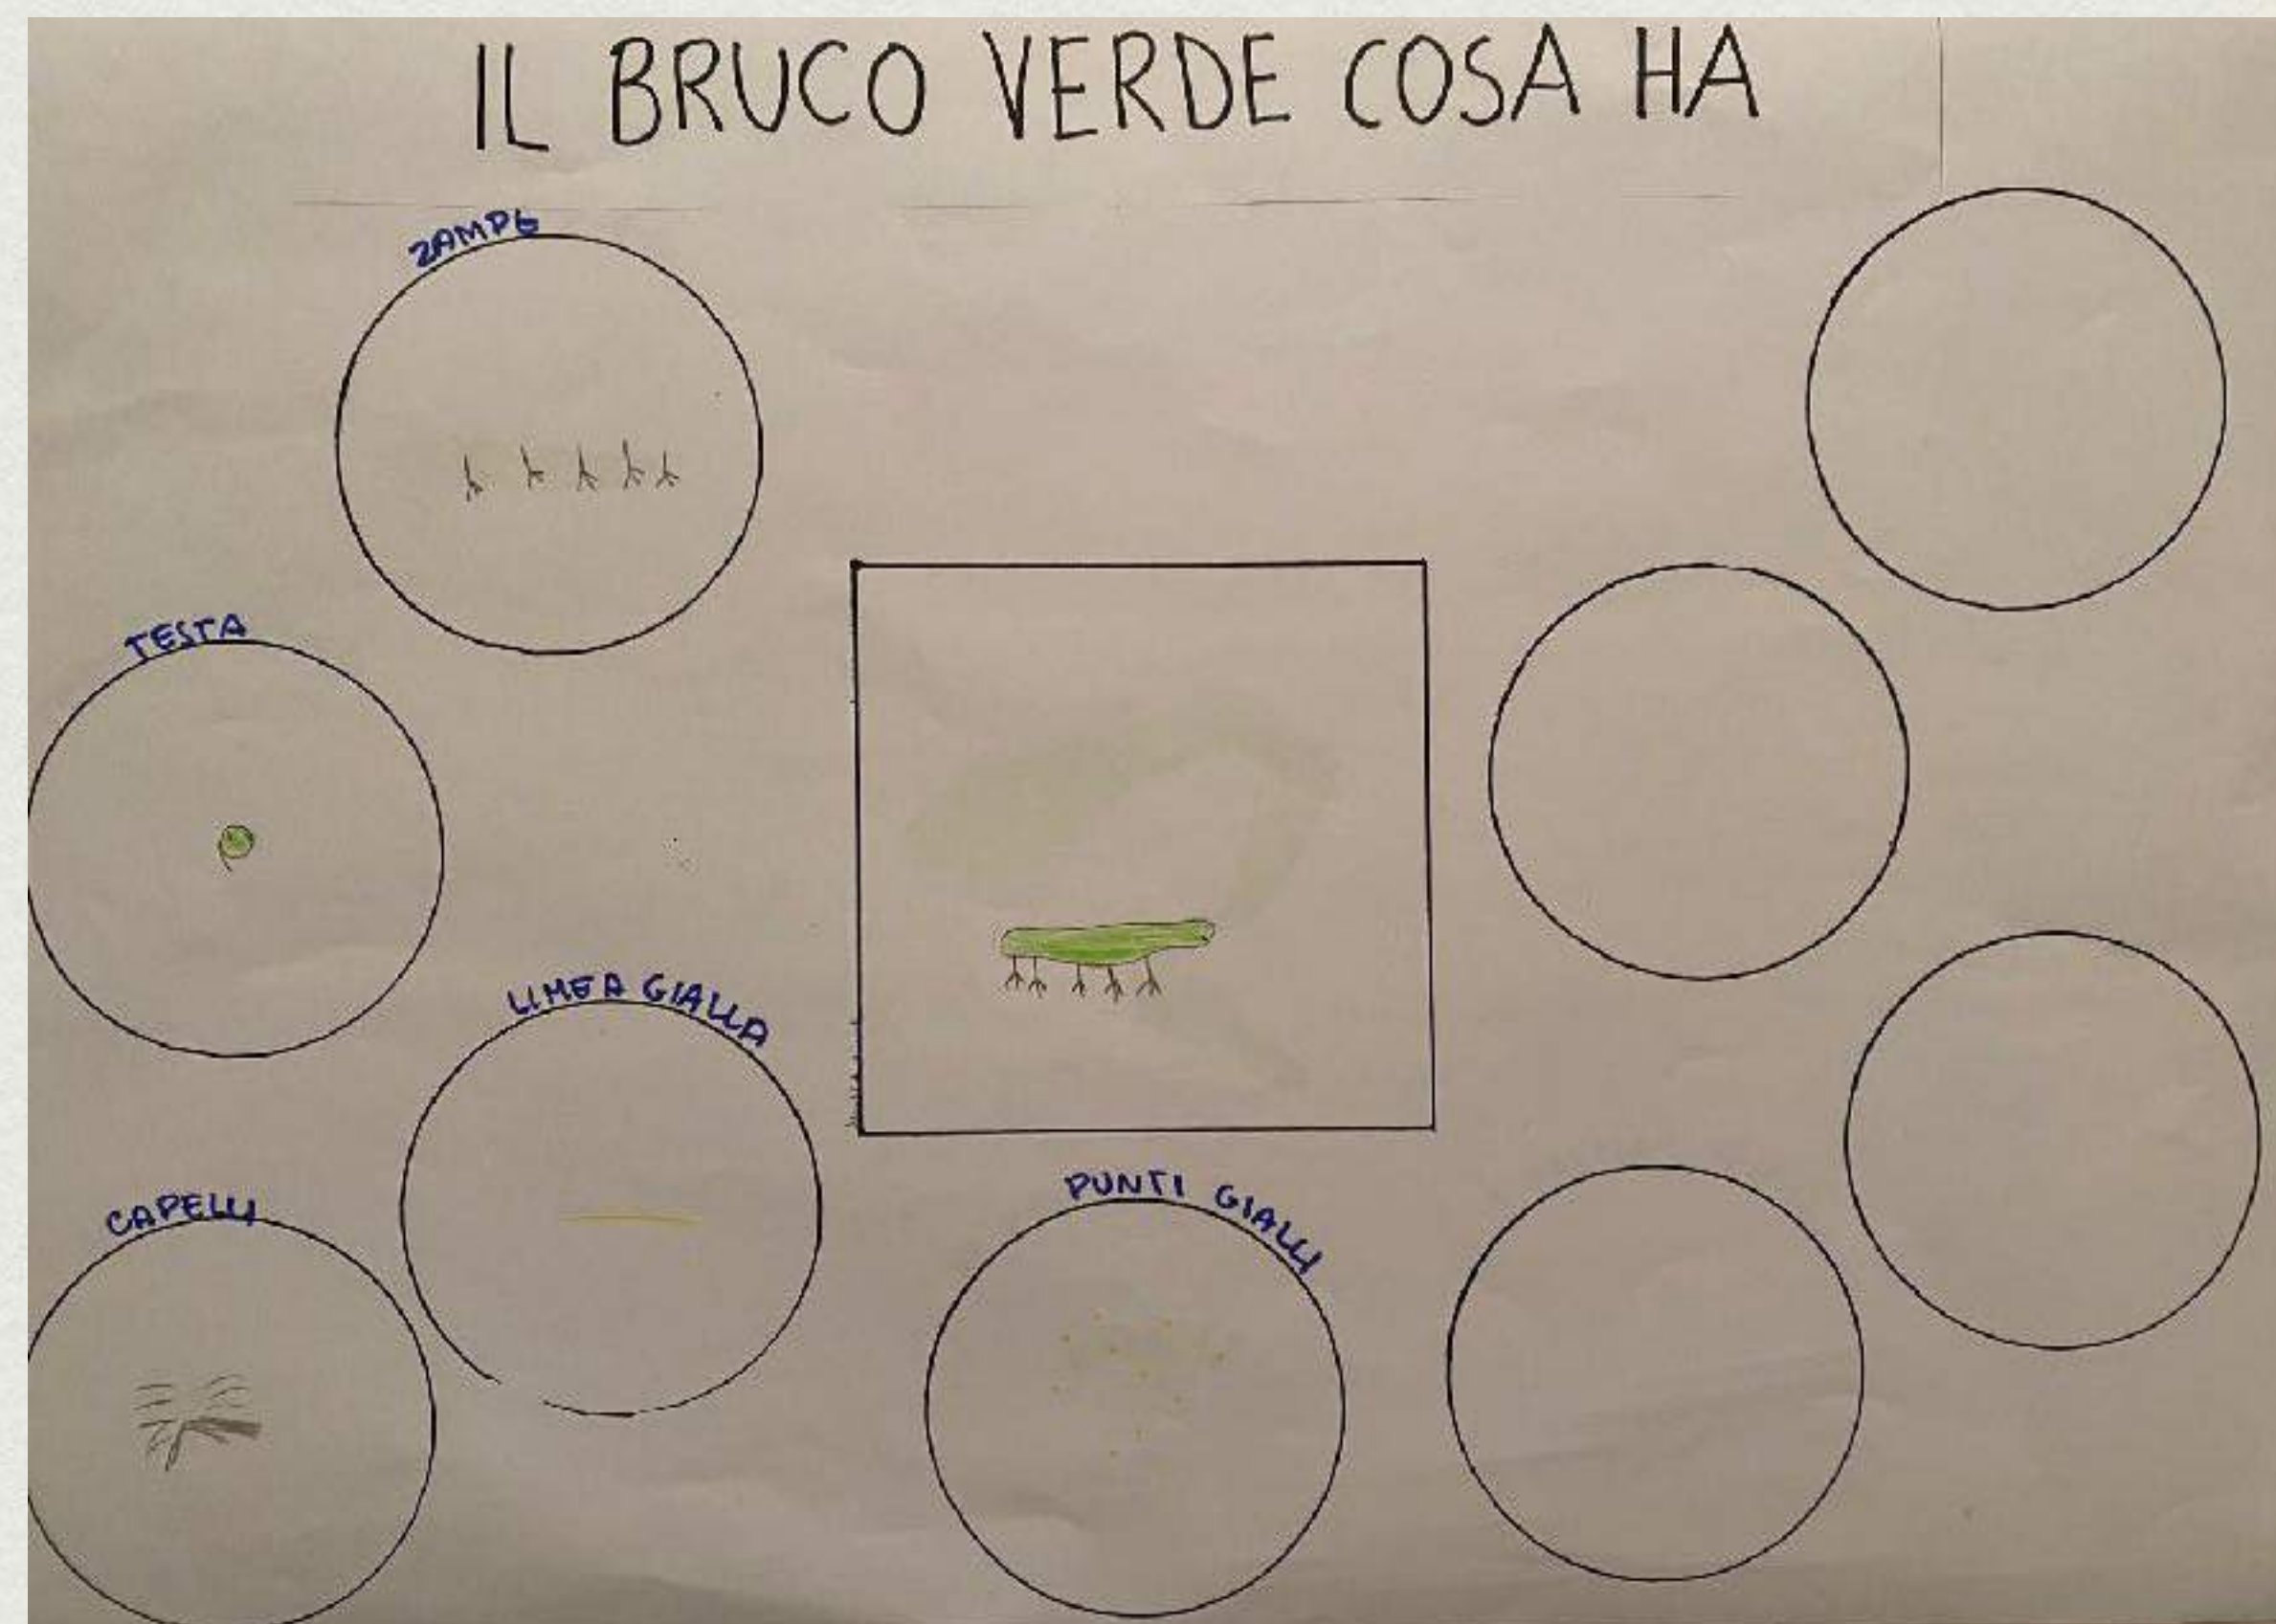 IL BRUCO VERDE COSA HA
ZAMPE
TESTA
LINEA GIALLA
CAPELLI
PUNTI GIALLI